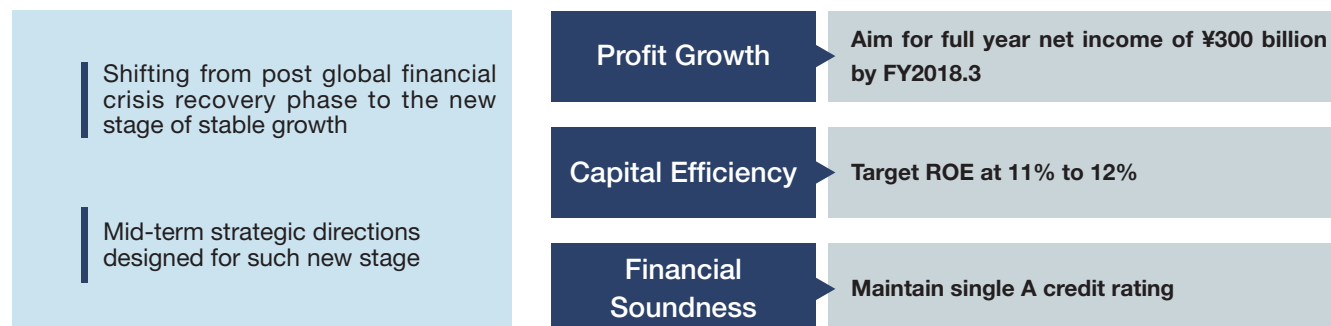 Shifting from post global financial
crisis recovery phase to the new
stage of stable growth
Mid-term strategic directions
designed for such new stage
Profit Growth
Aim for full year net income of ¥300 billion
by FY2018.3
Capital Efficiency
Target ROE at 11% to 12%
Financial
Soundness
Maintain single A credit rating